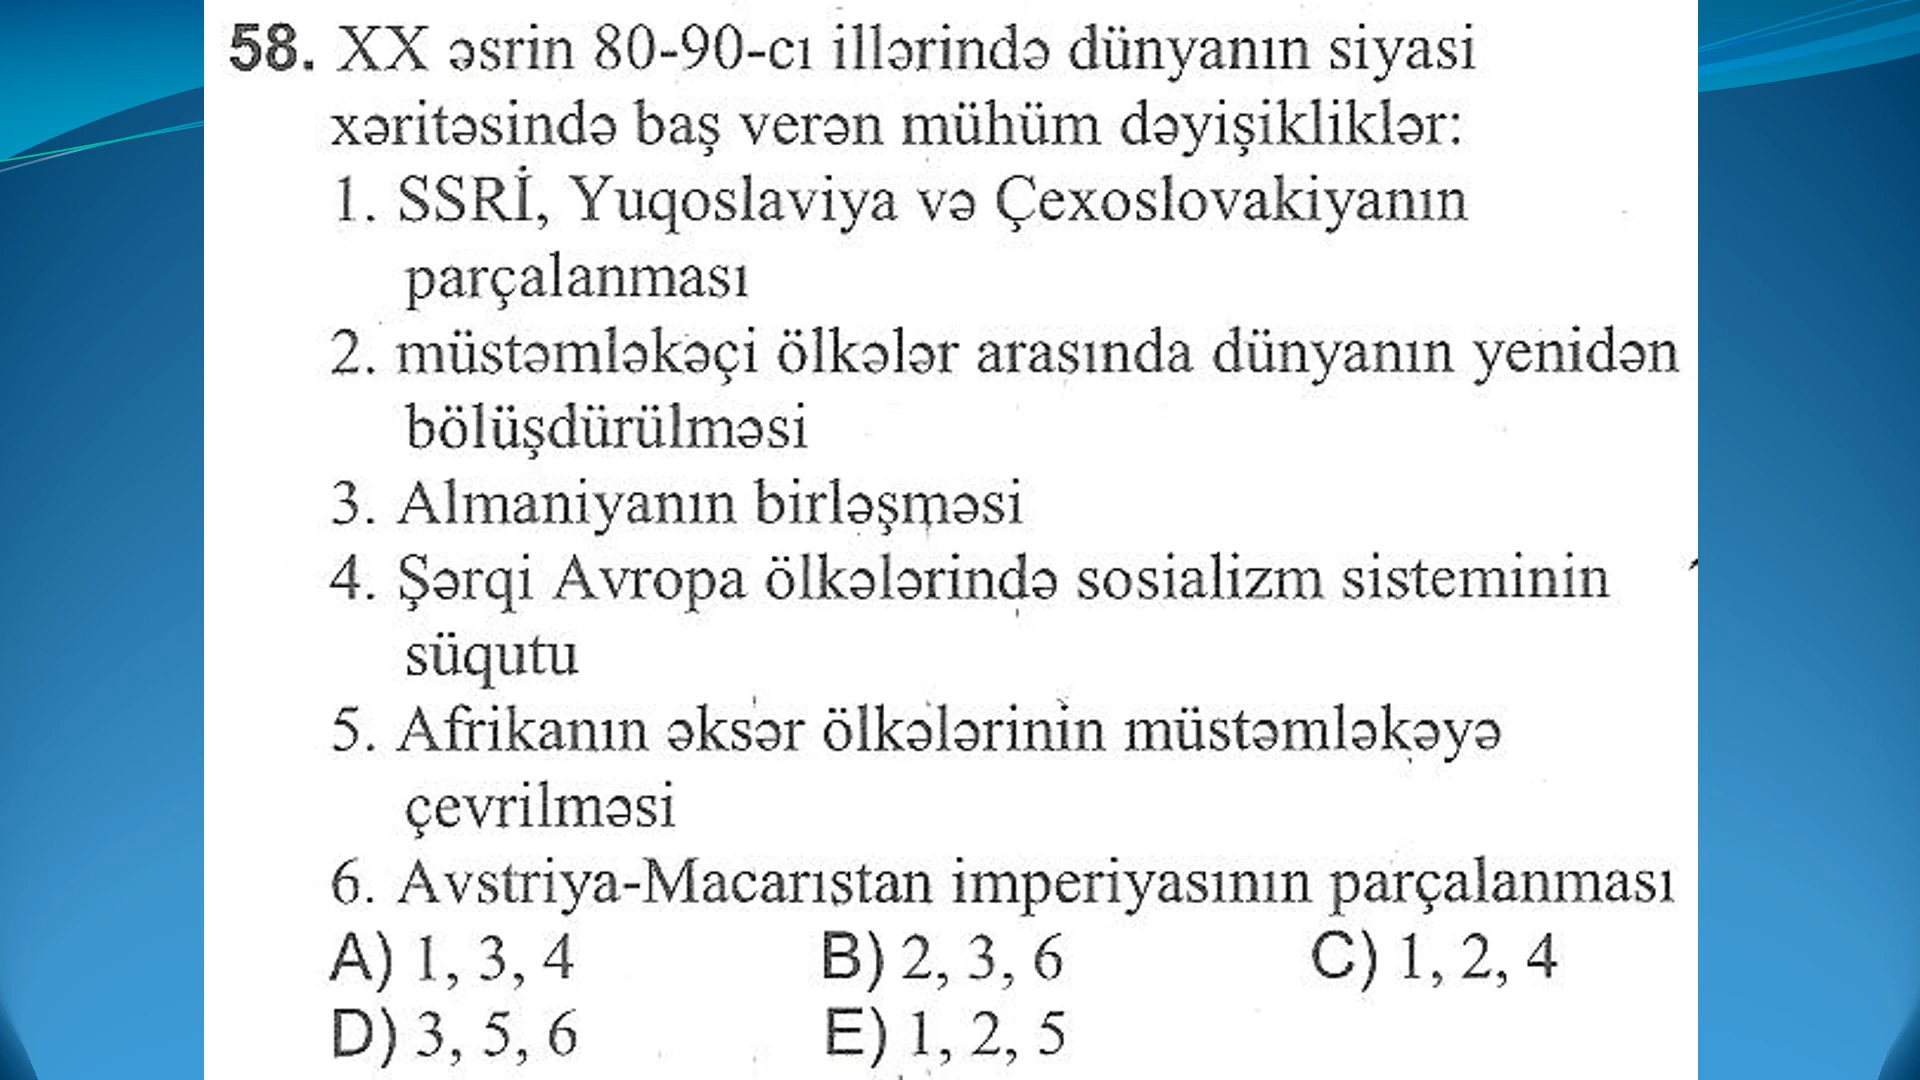 58. XX əsrin 80-90-cı illərində dünyanın siyasi
xəritəsində baş verən mühüm dəyişikliklər:
1. SSRİ, Yuqoslaviya və Çexoslovakiyanın
parçalanması
2. müstəmləkəçi ölkələr arasında dünyanın yenidən
bölüşdürülməsi
3. Almaniyanın birləşməsi
4. Şərqi Avropa ölkələrində sosializm sisteminin
süqutu
5. Afrikanın əksər ölkələrinin müstəmləkəyə
çevrilməsi
6. Avstriya-Macarıstan imperiyasının parçalanması
A) 1, 3, 4 B) 2, 3, 6 C) 1, 2, 4
D) 3, 5, 6 E) 1, 2, 5